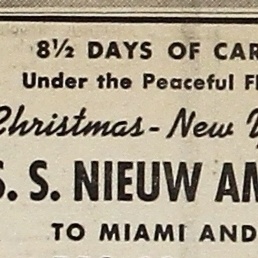 8½ DAYS OF CAR
Under the Peaceful F
Christmas - New
S. S. NIEUW AM
TO MIAMI AND